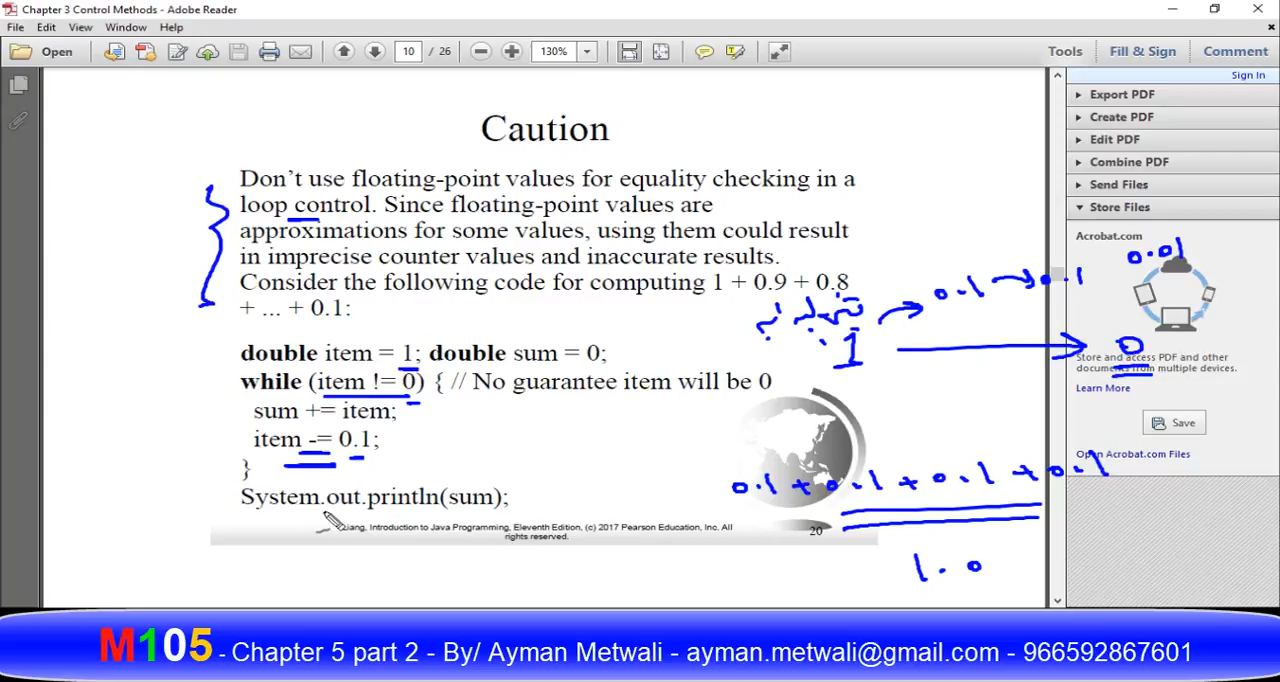 Chapter 3 Control Methods - Adobe Reader
File Edit View Window Help
Open 10 / 26 130% Tools Fill & Sign Comment
Sign In
Export PDF
Create PDF
Edit PDF
Combine PDF
Send Files
Store Files
Acrobat.com
0.01
Store and access PDF and other
documents from multiple devices.
Learn More
Save
Open Acrobat.com Files
Caution
Don't use floating-point values for equality checking in a
loop control. Since floating-point values are
approximations for some values, using them could result
in imprecise counter values and inaccurate results.
Consider the following code for computing 1 + 0.9 + 0.8
+ ... + 0.1:
0.1 0.1
1 0
double item = 1; double sum = 0;
while (item != 0) { // No guarantee item will be 0
sum += item;
item -= 0.1;
}
System.out.println(sum);
0.1 + 0.1 + 0.1 + 0.1
1.0
Liang, Introduction to Java Programming, Eleventh Edition, (c) 2017 Pearson Education, Inc. All
rights reserved.
20
M105 - Chapter 5 part 2 - By/ Ayman Metwali - ayman.metwali@gmail.com - 966592867601